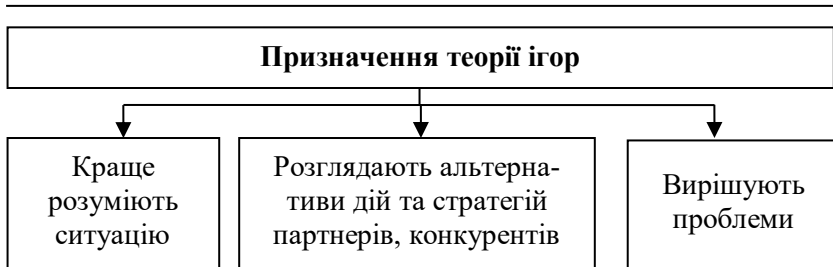 Призначення теорії ігор
Краще
розуміють
ситуацію
Розглядають альтерна-
тиви дій та стратегій
партнерів, конкурентів
Вирішують
проблеми